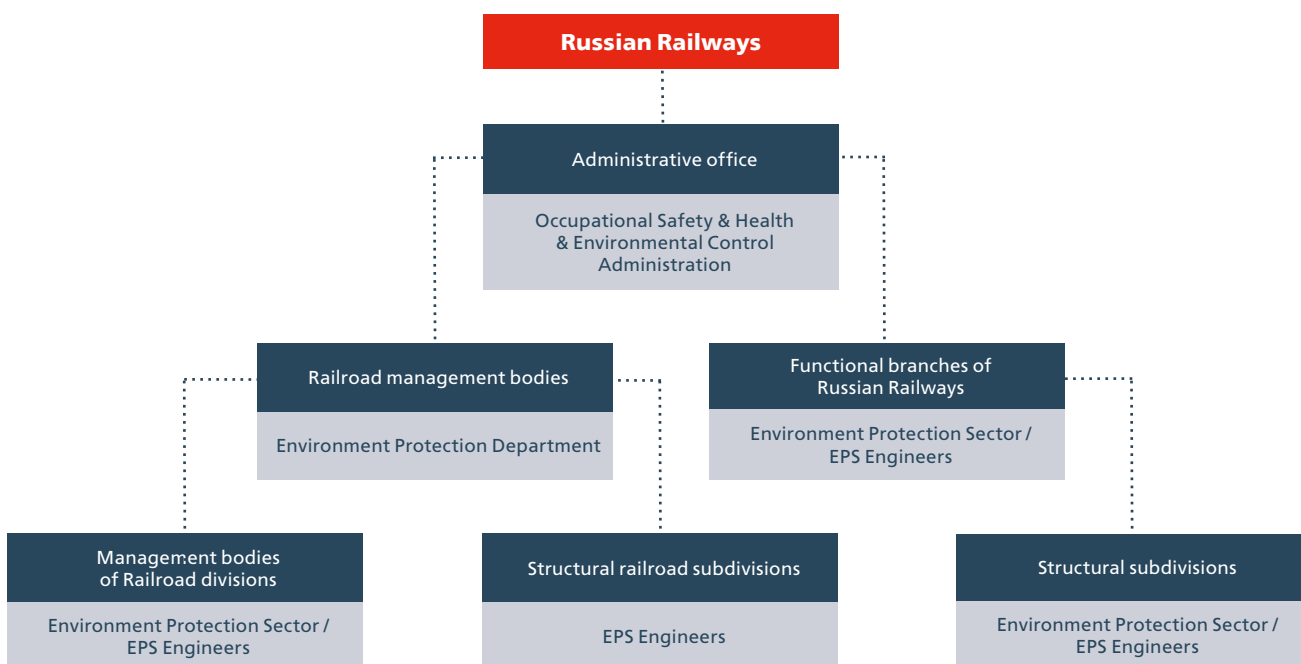 Russian Railways
Administrative office
Occupational Safety & Health
& Environmental Control
Administration
Railroad management bodies
Environment Protection Department
Functional branches of
Russian Railways
Environment Protection Sector /
EPS Engineers
Management bodies
of Railroad divisions
Environment Protection Sector /
EPS Engineers
Structural railroad subdivisions
EPS Engineers
Structural subdivisions
Environment Protection Sector /
EPS Engineers